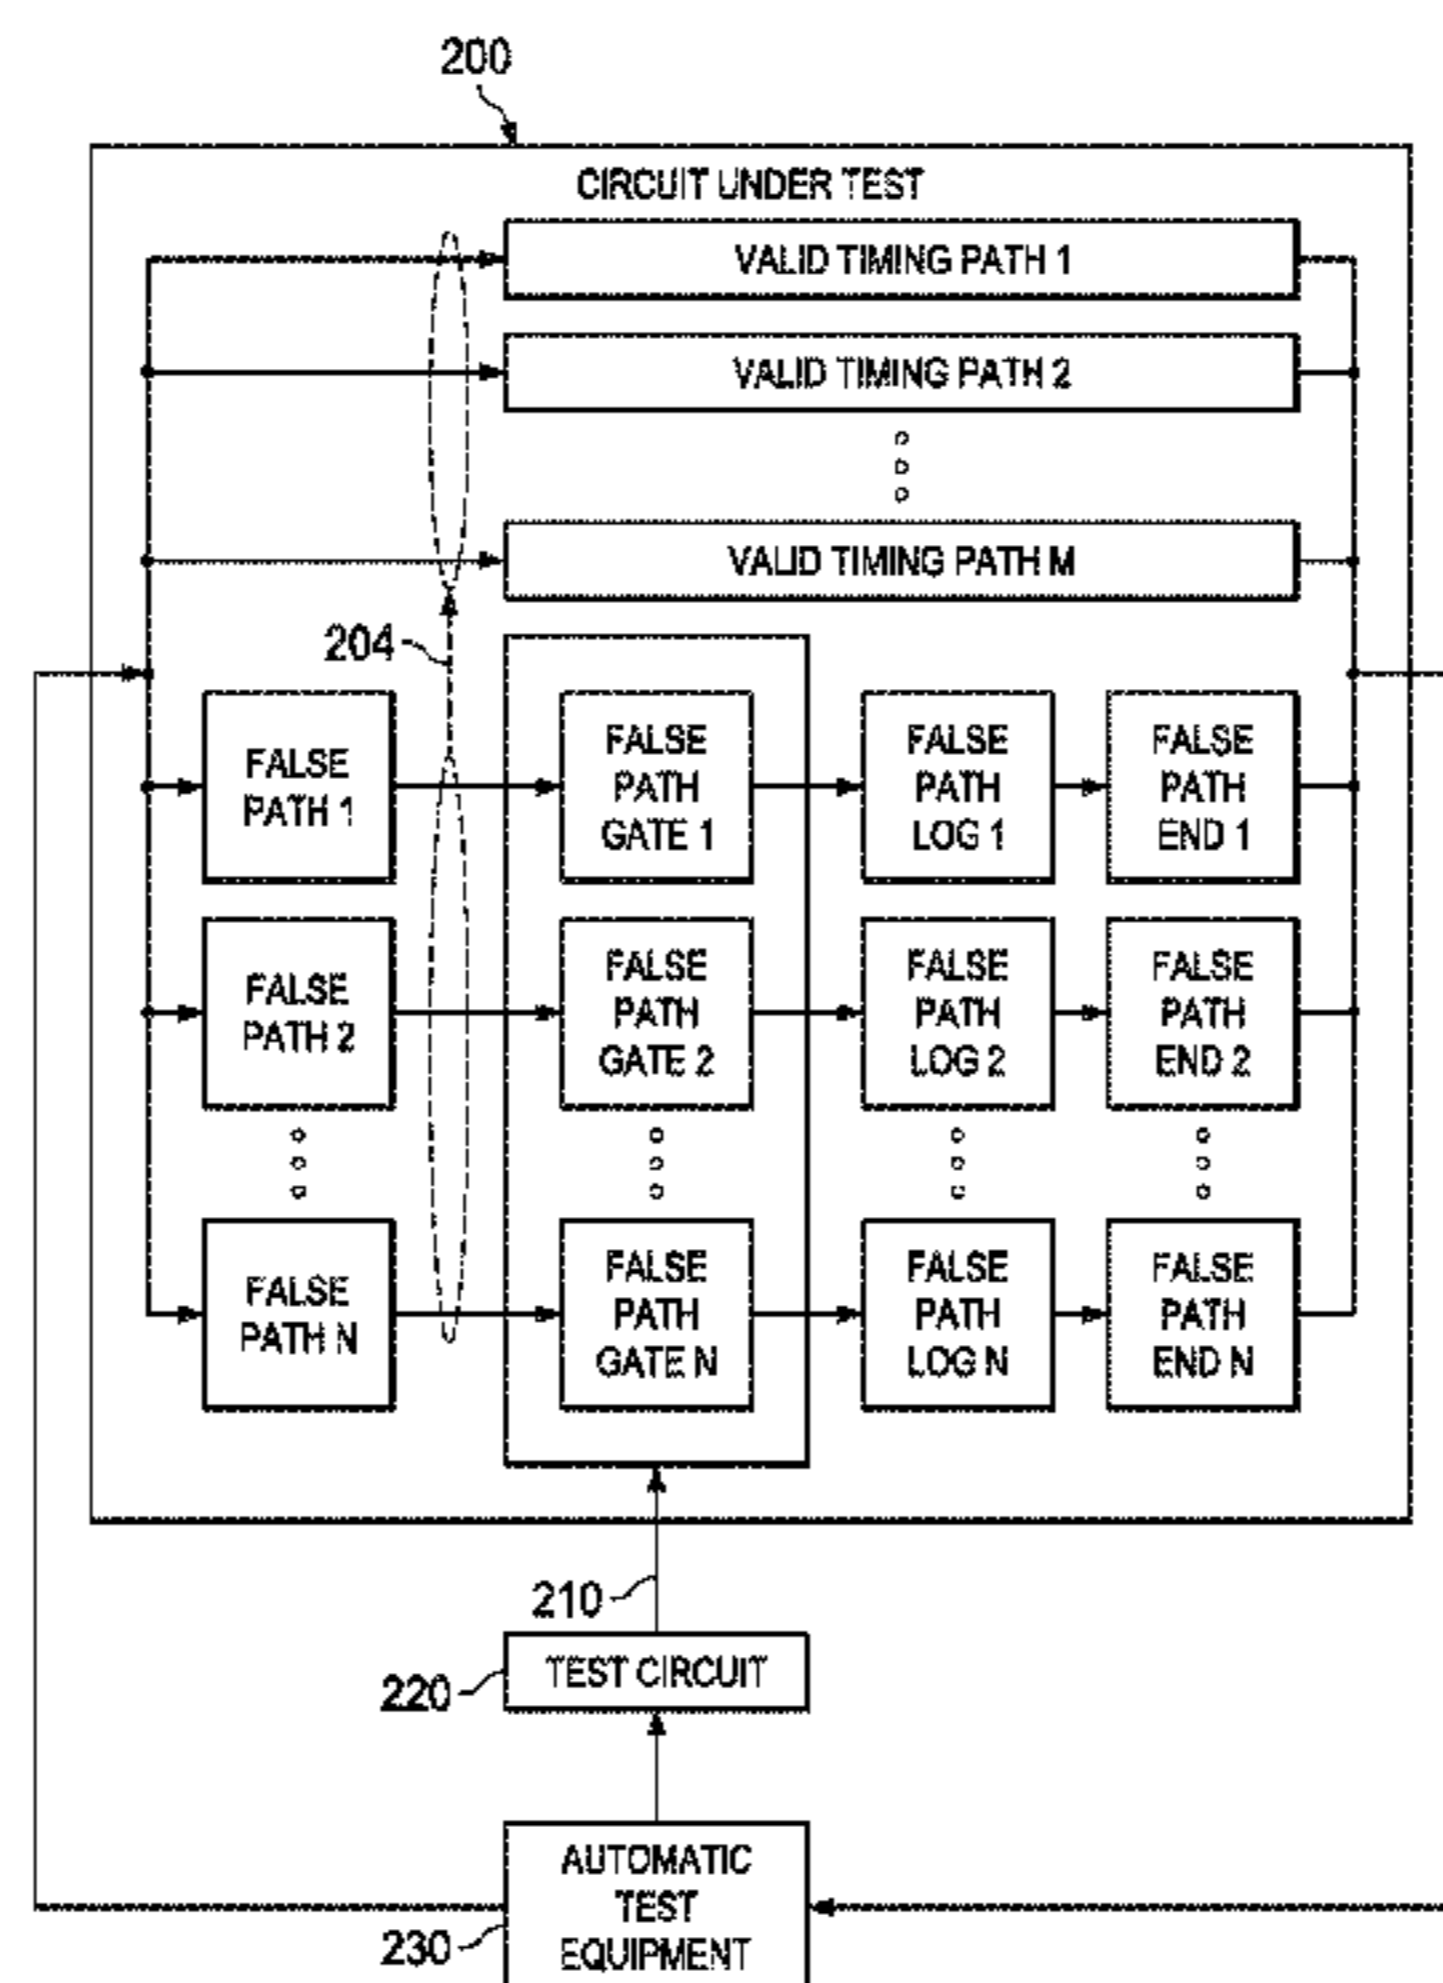 200
CIRCUIT UNDER TEST
VALID TIMING PATH 1
VALID TIMING PATH 2
VALID TIMING PATH M
204
FALSE
PATH 1
FALSE
PATH
GATE 1
FALSE
PATH
LOG 1
FALSE
PATH
END 1
FALSE
PATH 2
FALSE
PATH
GATE 2
FALSE
PATH
LOG 2
FALSE
PATH
END 2
FALSE
PATH N
FALSE
PATH
GATE N
FALSE
PATH
LOG N
FALSE
PATH
END N
210
TEST CIRCUIT
220
AUTOMATIC
TEST
EQUIPMENT
230